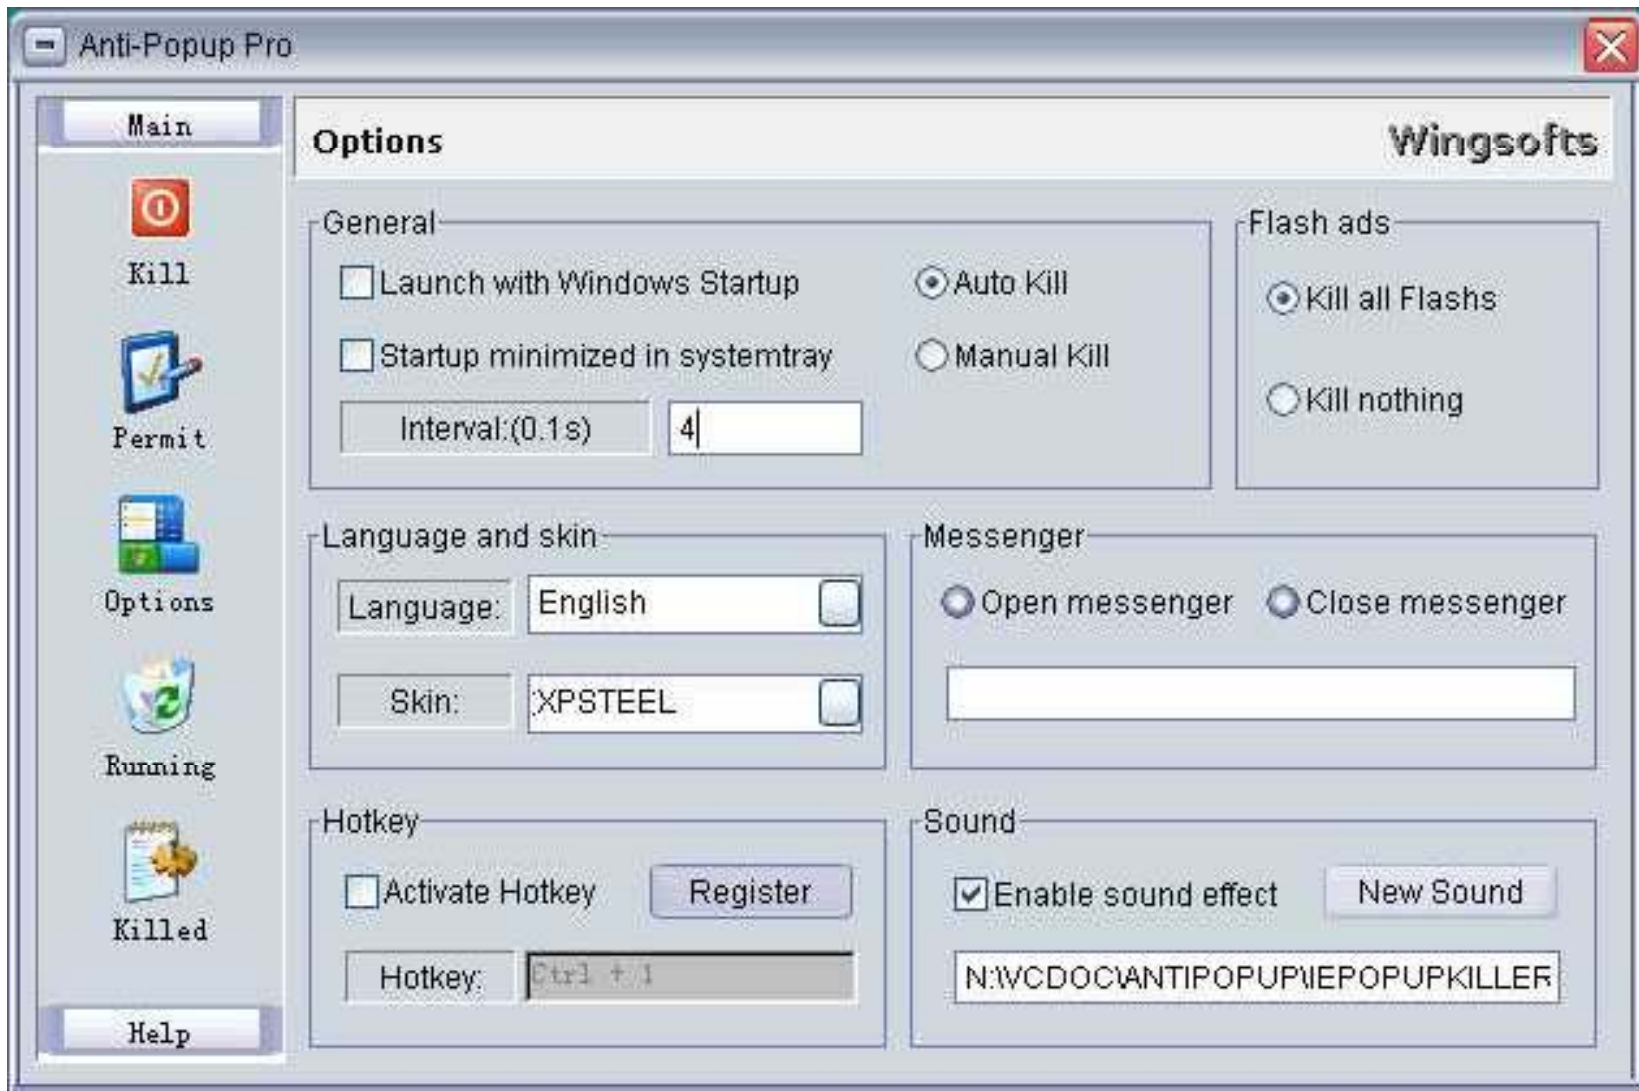 Anti-Popup Pro
Main
Kill
Permit
Options
Running
Killed
Help
Options
Wingsofts
General
Launch with Windows Startup
Auto Kill
Startup minimized in systemtray
Manual Kill
Interval:(0.1s)
4
Flash ads
Kill all Flashs
Kill nothing
Language and skin
Language:
English
Skin:
XPSTEEL
Messenger
Open messenger
Close messenger
Hotkey
Activate Hotkey
Register
Hotkey:
Ctrl + 1
Sound
Enable sound effect
New Sound
N:\VCDOC\ANTIPOPUP\IEPOPUPKILLER